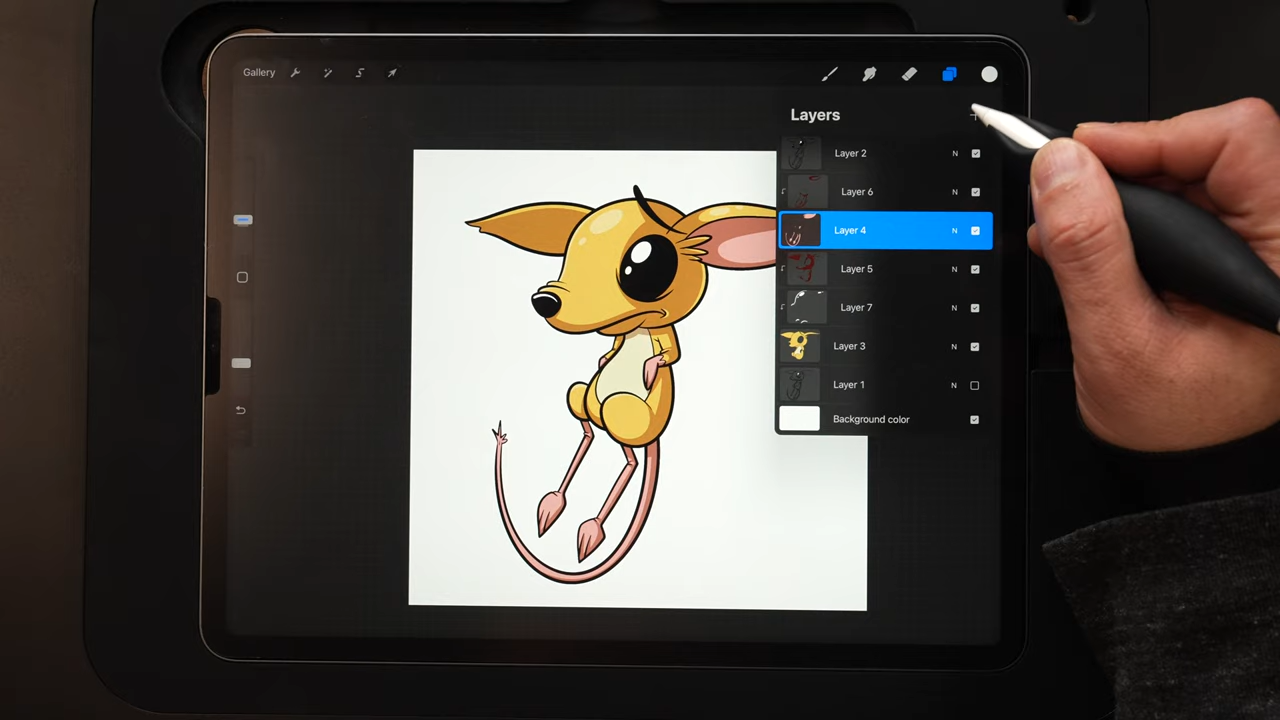 Gallery
Layers
Layer 2 N
Layer 6 N
Layer 4 N
Layer 5 N
Layer 7 N
Layer 3 N
Layer 1 N
Background color